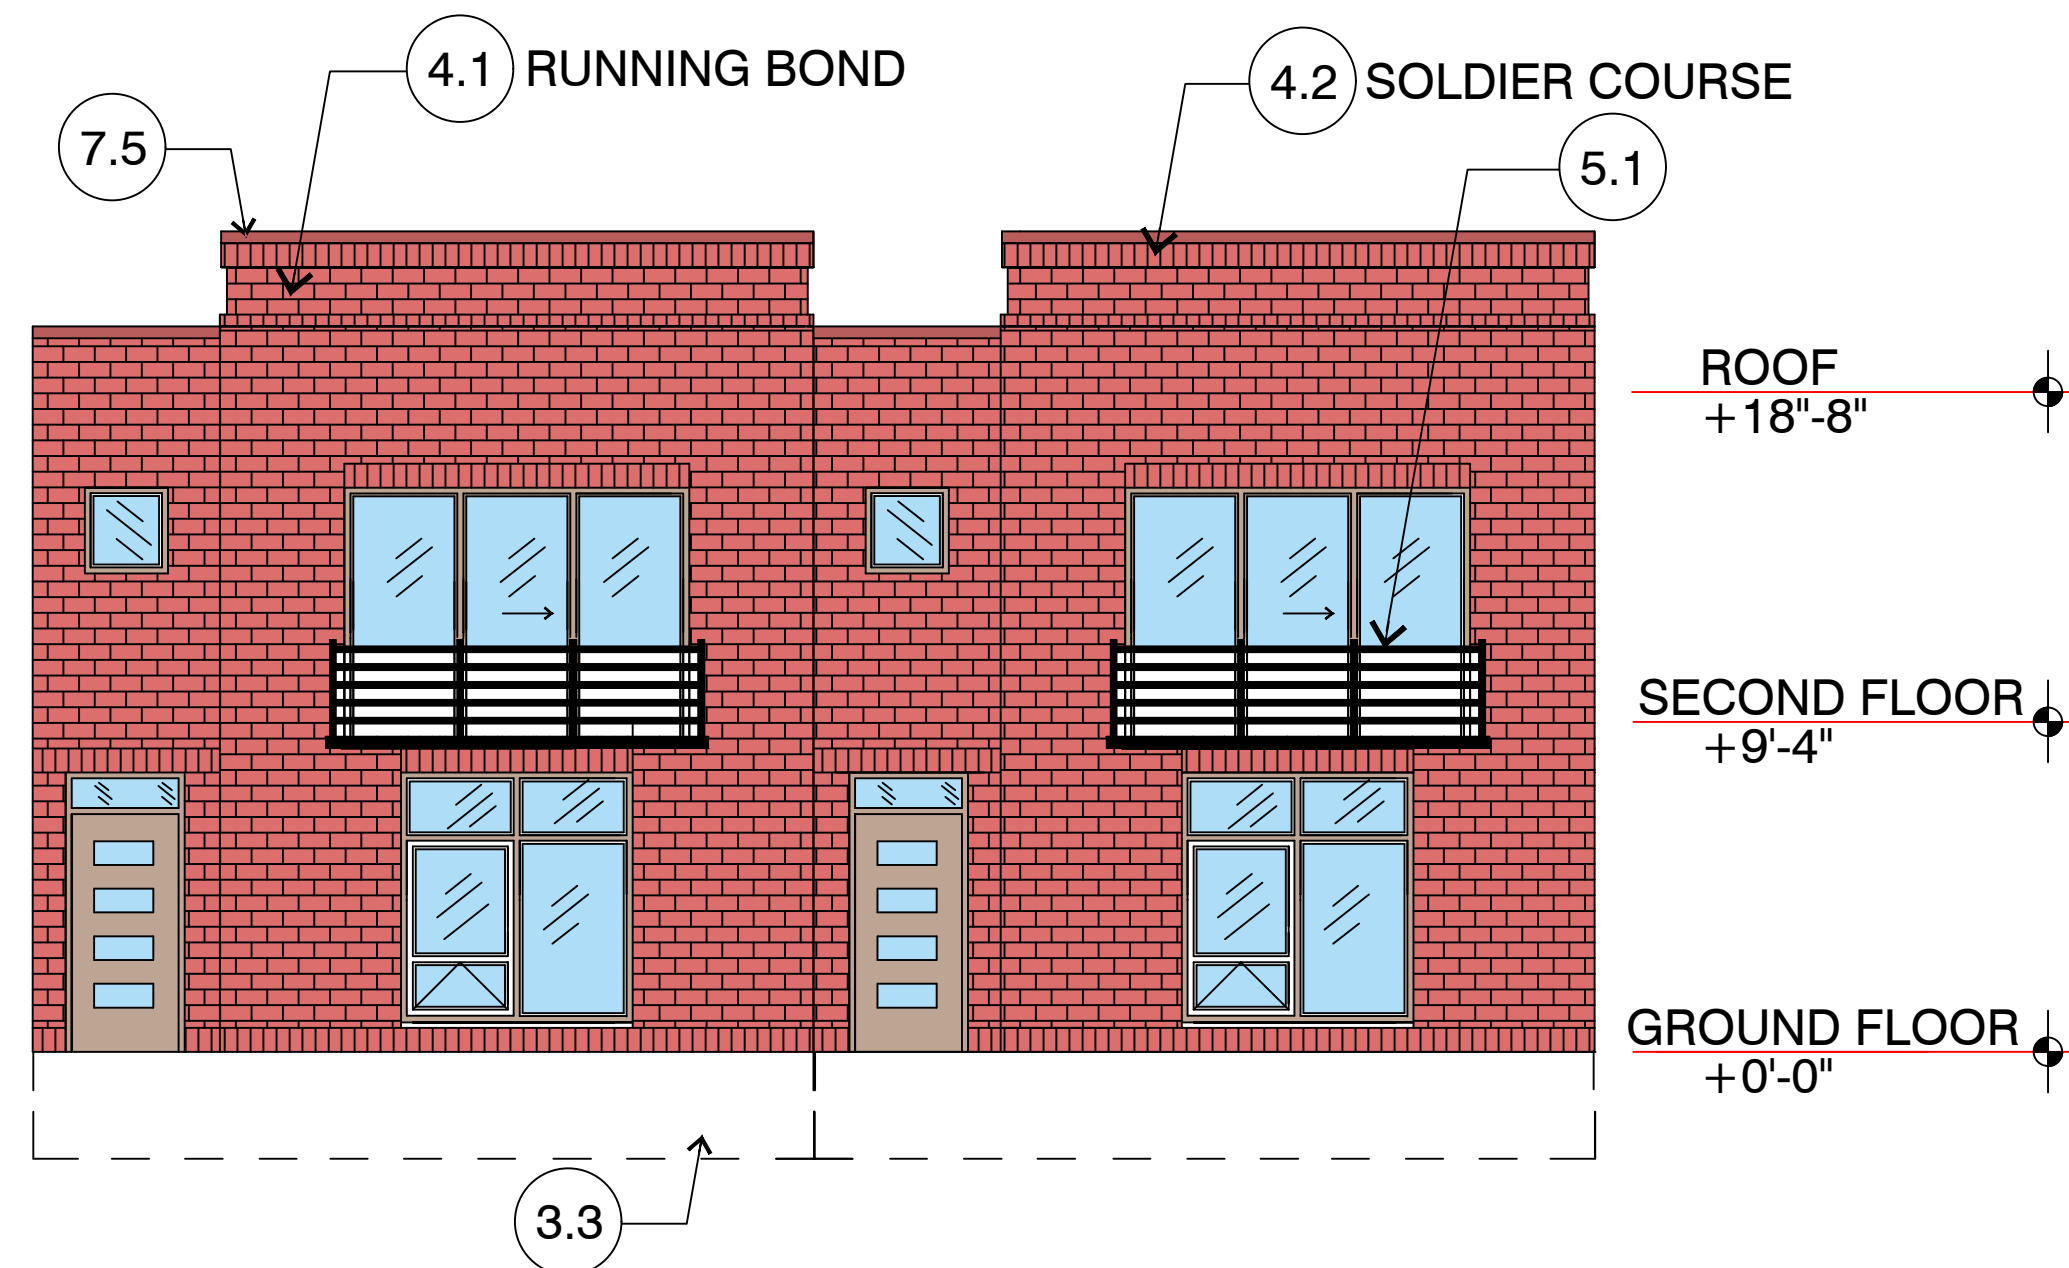 4.1 RUNNING BOND
4.2 SOLDIER COURSE
7.5
5.1
ROOF
+18"-8"
SECOND FLOOR
+9'-4"
GROUND FLOOR
+0'-0"
3.3